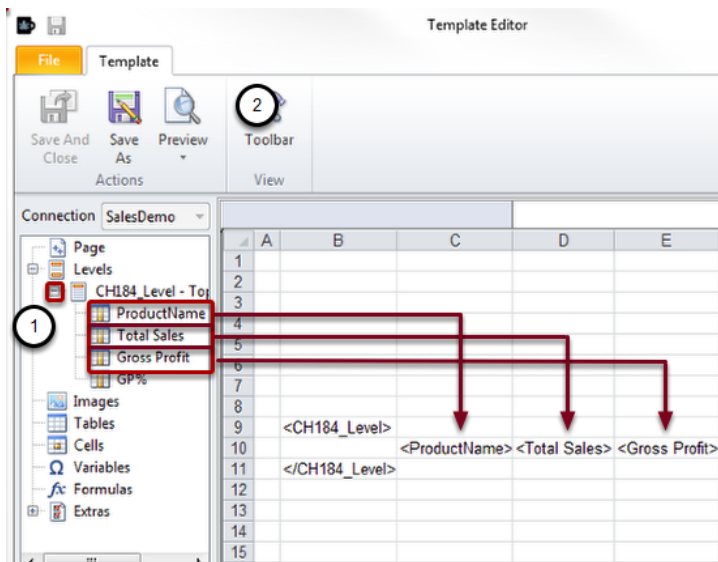 Template Editor
File Template
Save And Close
Save As
Preview
2
Toolbar
Actions
View
Connection SalesDemo
Page
Levels
CH184_Level - Top
ProductName
1
Total Sales
Gross Profit
GP%
Images
Tables
Cells
Ω Variables
fx Formulas
Extras
A B C D E
1
2
3
4
5
6
7
8
9 <CH184_Level>
10 <ProductName> <Total Sales> <Gross Profit>
11 </CH184_Level>
12
13
14
15